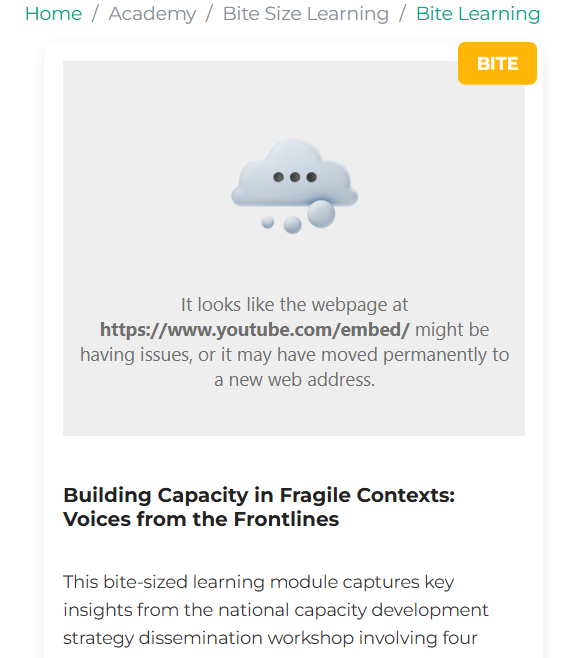 Home / Academy / Bite Size Learning / Bite Learning
BITE
It looks like the webpage at
https://www.youtube.com/embed/ might be
having issues, or it may have moved permanently to
a new web address.
Building Capacity in Fragile Contexts:
Voices from the Frontlines
This bite-sized learning module captures key
insights from the national capacity development
strategy dissemination workshop involving four